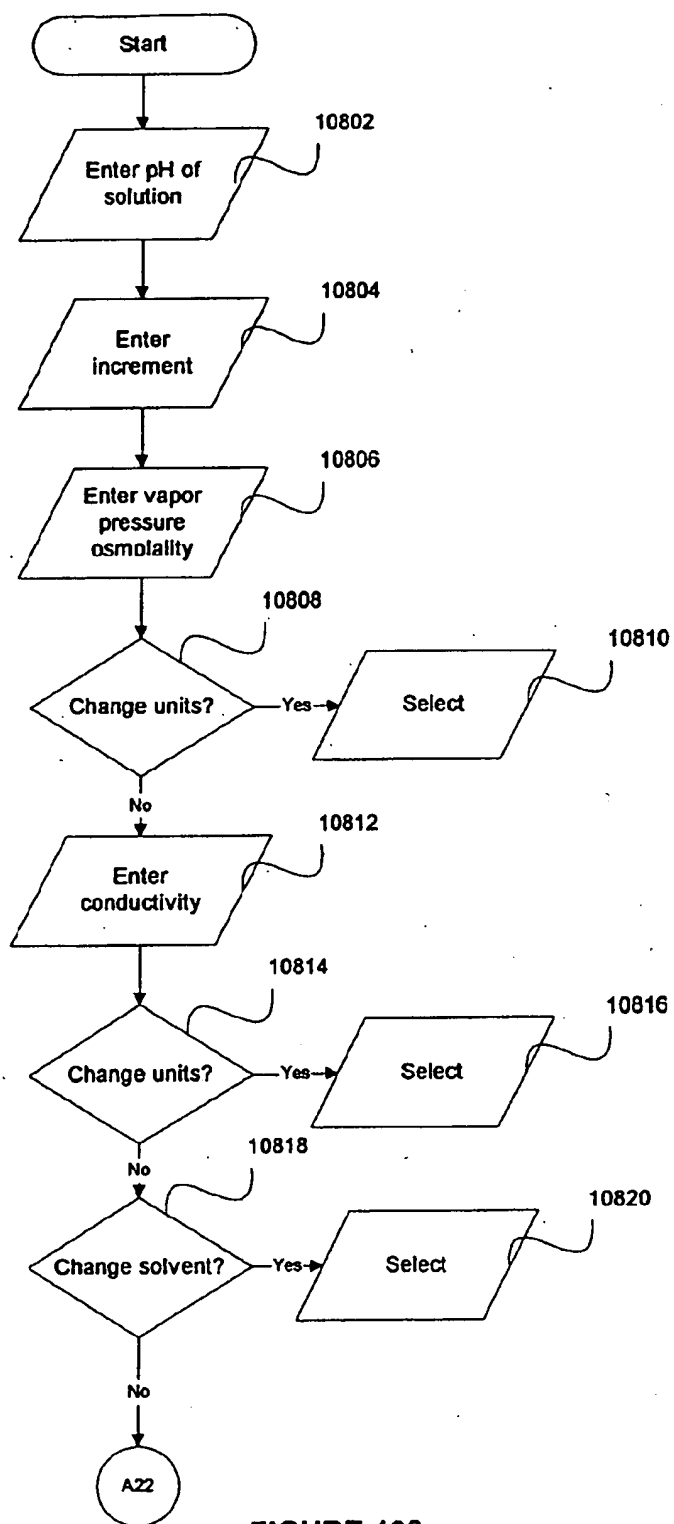 Start
10802
Enter pH of
solution
10804
Enter
increment
10806
Enter vapor
pressure
osmolality
10808
10810
Change units?
Yes
Select
No
10812
Enter
conductivity
10814
10816
Change units?
Yes
Select
No
10818
10820
Change solvent?
Yes
Select
No
A22